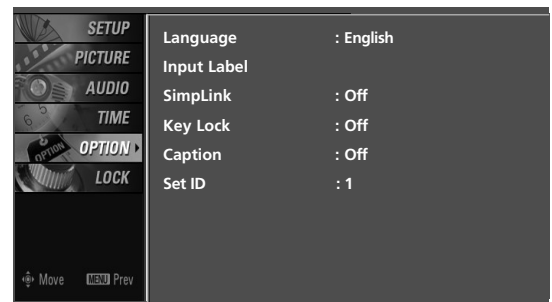 SETUP
PICTURE
AUDIO
TIME
OPTION
LOCK
Move MENU Prev
Language : English
Input Label
SimpLink : Off
Key Lock : Off
Caption : Off
Set ID : 1